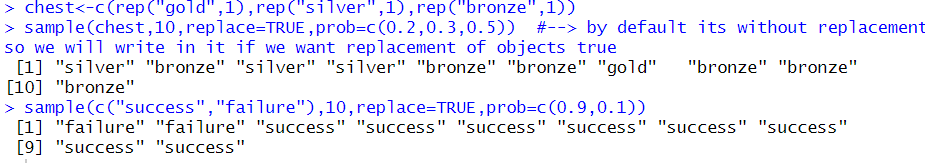 > chest<-c(rep("gold",1),rep("silver",1),rep("bronze",1))
> sample(chest,10,replace=TRUE,prob=c(0.2,0.3,0.5))  #--> by default its without replacement
so we will write in it if we want replacement of objects true
 [1] "silver" "bronze" "silver" "silver" "bronze" "bronze" "gold"   "bronze" "bronze"
[10] "bronze"
> sample(c("success","failure"),10,replace=TRUE,prob=c(0.9,0.1))
 [1] "failure" "failure" "success" "success" "success" "success" "success" "success"
 [9] "success" "success"